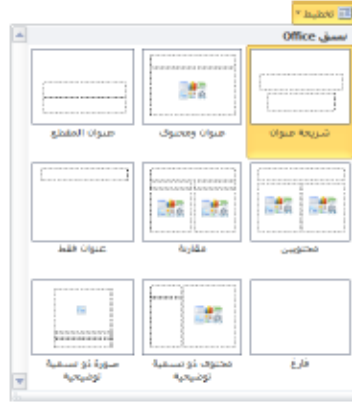 تخطيط
نسق Office
شريحة عنوان
عنوان ومحتوى
عنوان المقطع
محتويين
مقارنة
عنوان فقط
فارغ
محتوى ذو تسمية
توضيحية
صورة ذو تسمية
توضيحية